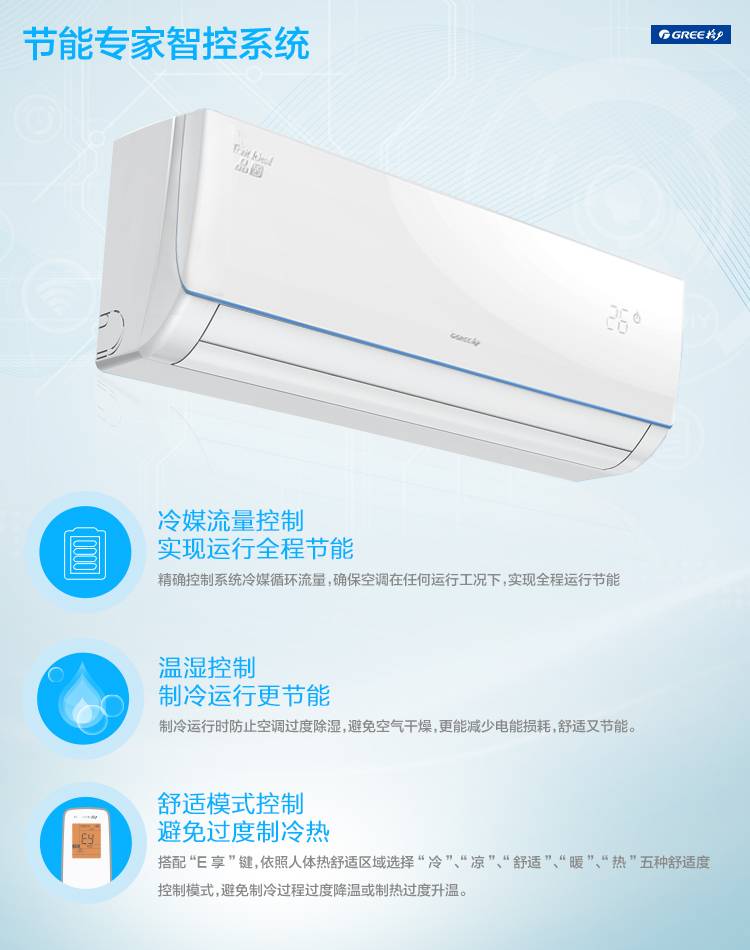 节能专家智控系统
GREE格力
26
GREE格力
冷媒流量控制
实现运行全程节能
精确控制系统冷媒循环流量,确保空调在任何运行工况下,实现全程运行节能
温湿控制
制冷运行更节能
制冷运行时防止空调过度除湿,避免空气干燥,更能减少电能损耗,舒适又节能。
舒适模式控制
避免过度制冷热
搭配“E享”键,依照人体热舒适区域选择“冷”、“凉”、“舒适”、“暖”、“热”五种舒适度
控制模式,避免制冷过程过度降温或制热过度升温。